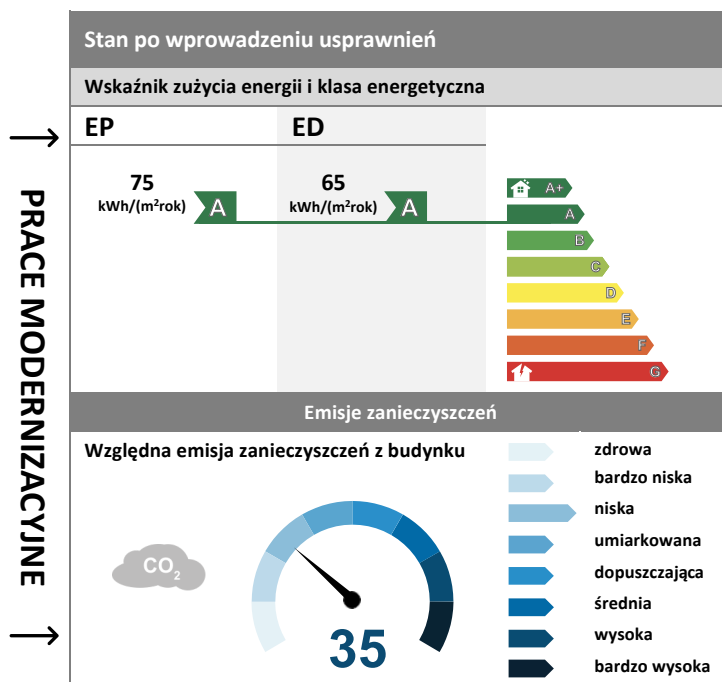 Stan po wprowadzeniu usprawnień
Wskaźnik zużycia energii i klasa energetyczna
EP
ED
75
kWh/(m²rok)
A
65
kWh/(m²rok)
A
A+
A
B
C
D
E
F
G
PRACE MODERNIZACYJNE
Emisje zanieczyszczeń
Względna emisja zanieczyszczeń z budynku
CO₂
35
zdrowa
bardzo niska
niska
umiarkowana
dopuszczająca
średnia
wysoka
bardzo wysoka